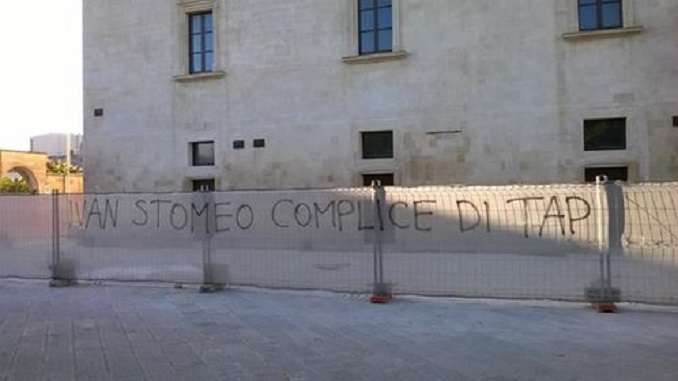 IVAN STOMEO COMPLICE DI TAP